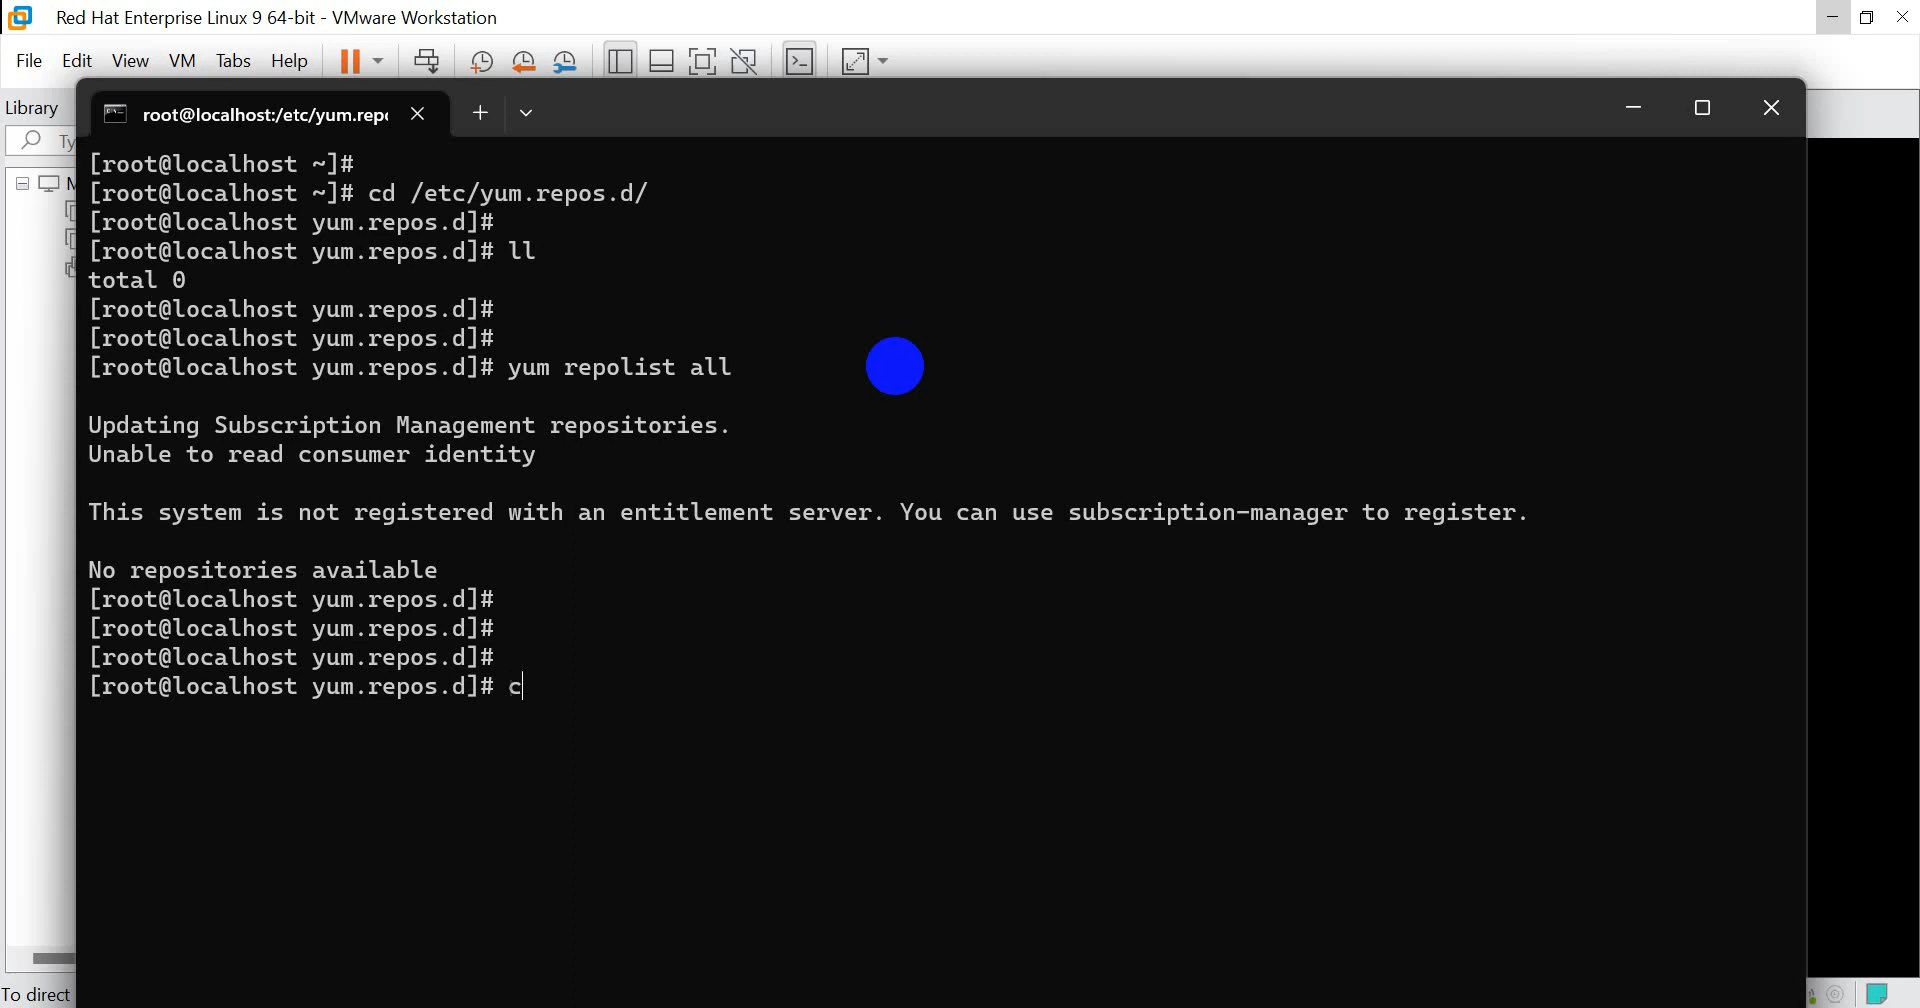 Red Hat Enterprise Linux 9 64-bit - VMware Workstation
File Edit View VM Tabs Help
Library
root@localhost:/etc/yum.rep
Ty
[root@localhost ~]#
[root@localhost ~]# cd /etc/yum.repos.d/
[root@localhost yum.repos.d]#
[root@localhost yum.repos.d]# ll
total 0
[root@localhost yum.repos.d]#
[root@localhost yum.repos.d]#
[root@localhost yum.repos.d]# yum repolist all
Updating Subscription Management repositories.
Unable to read consumer identity
This system is not registered with an entitlement server. You can use subscription-manager to register.
No repositories available
[root@localhost yum.repos.d]#
[root@localhost yum.repos.d]#
[root@localhost yum.repos.d]#
[root@localhost yum.repos.d]# c
To direct